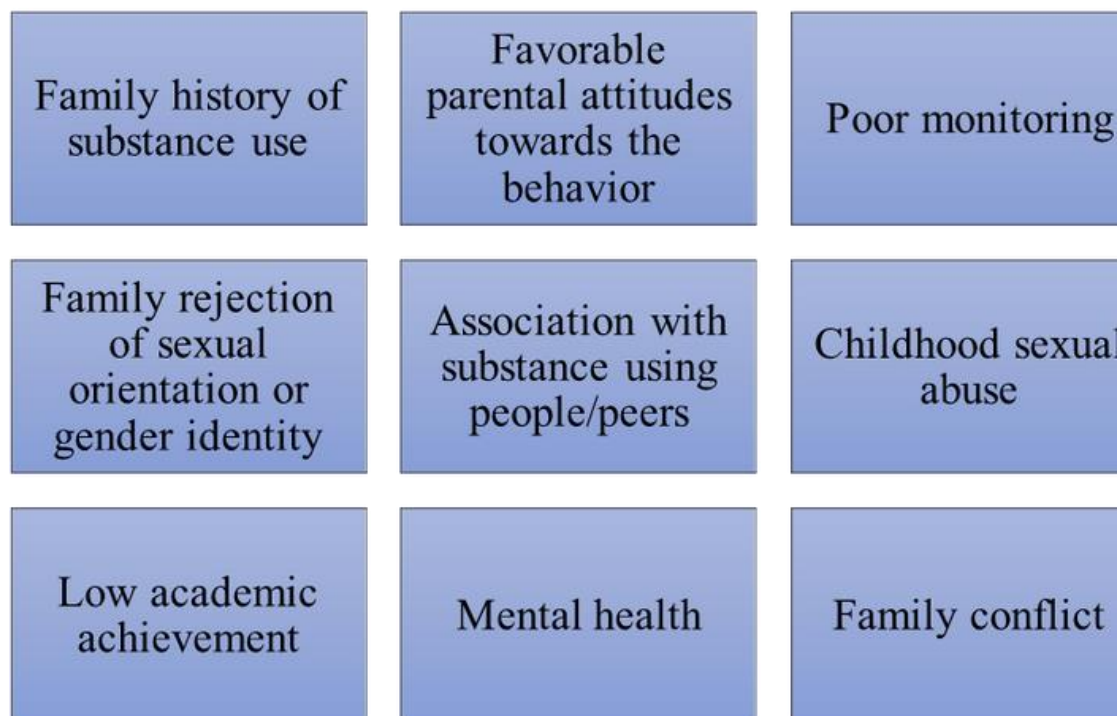 Family history of
substance use
Favorable
parental attitudes
towards the
behavior
Poor monitoring
Family rejection
of sexual
orientation or
gender identity
Association with
substance using
people/peers
Childhood sexual
abuse
Low academic
achievement
Mental health
Family conflict